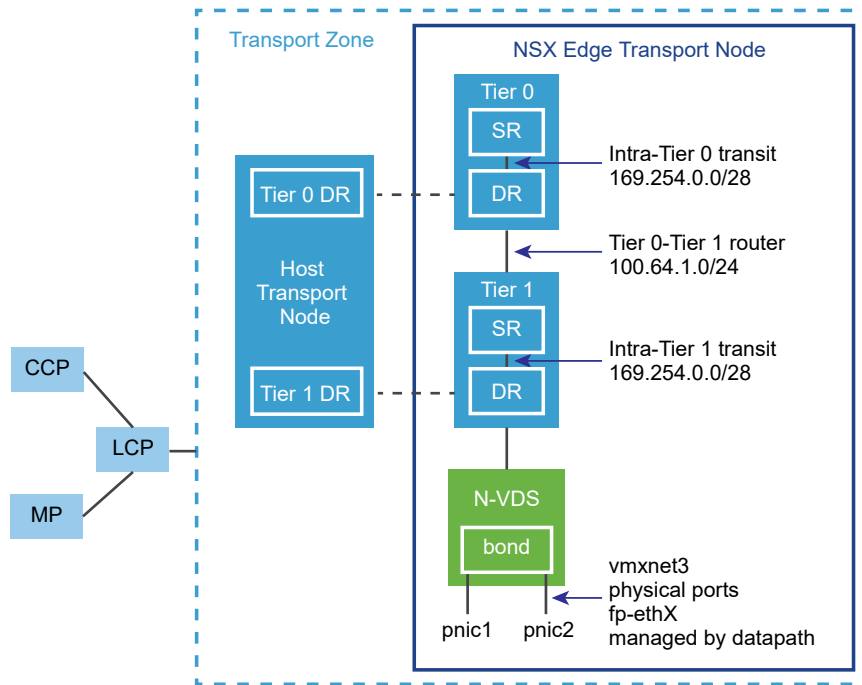 Transport Zone
NSX Edge Transport Node
Tier 0
SR
Intra-Tier 0 transit
169.254.0.0/28
DR
Tier 0 DR
Tier 0-Tier 1 router
100.64.1.0/24
Host
Transport
Node
Tier 1
SR
Intra-Tier 1 transit
169.254.0.0/28
DR
Tier 1 DR
CCP
LCP
MP
N-VDS
bond
vmxnet3
physical ports
fp-ethX
managed by datapath
pnic1
pnic2